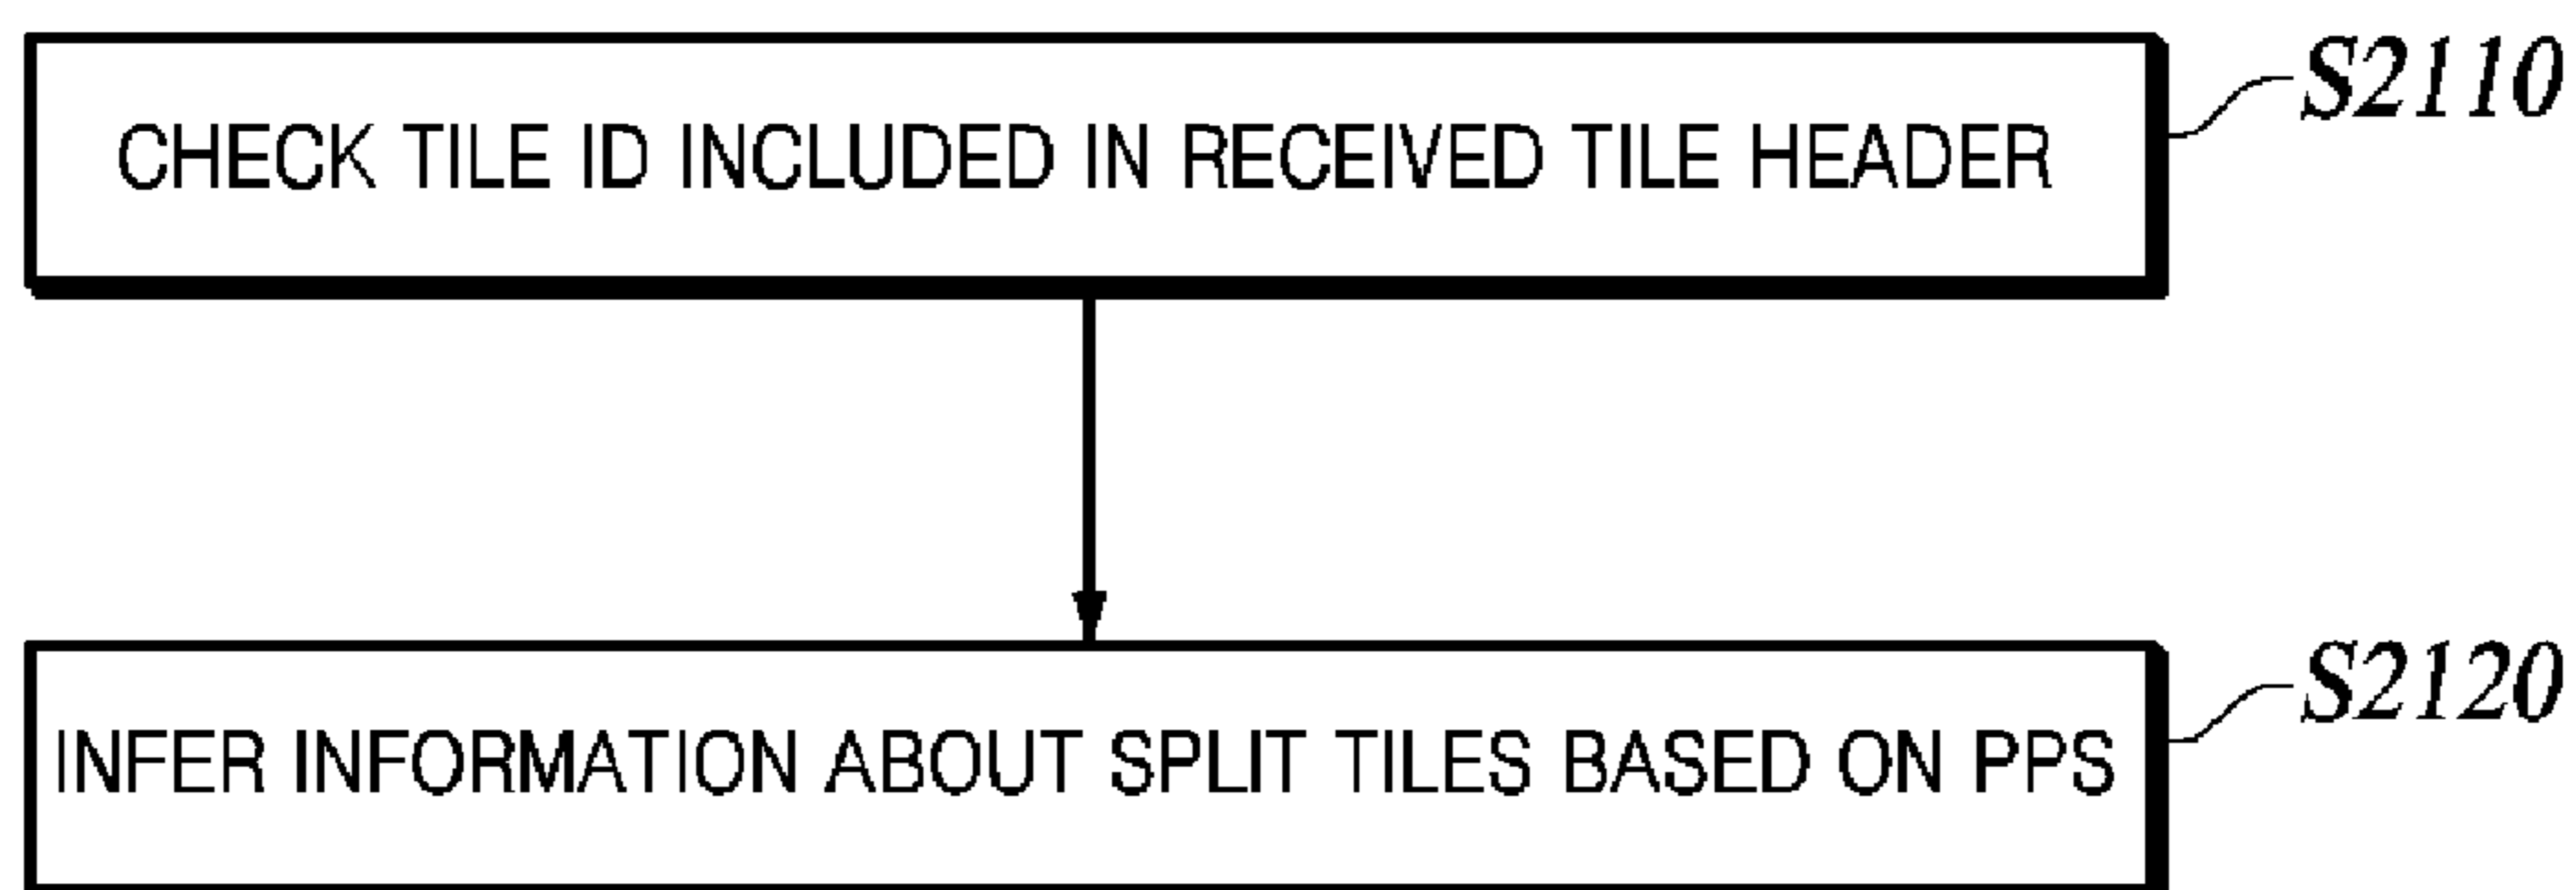 CHECK TILE ID INCLUDED IN RECEIVED TILE HEADER
S2110
INFER INFORMATION ABOUT SPLIT TILES BASED ON PPS
S2120